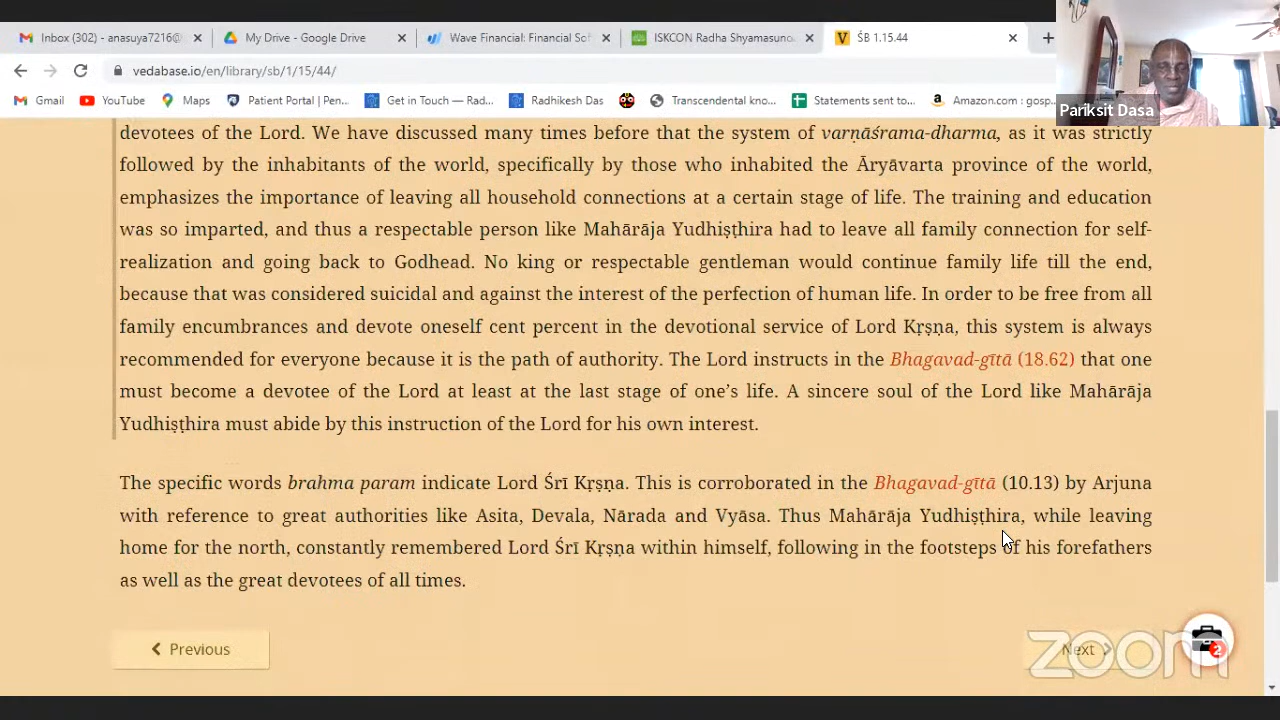 Inbox (302) - anasuya7216@
My Drive - Google Drive
Wave Financial: Financial Sof
ISKCON Radha Shyamasuno
ŚB 1.15.44
vedabase.io/en/library/sb/1/15/44/
Gmail
YouTube
Maps
Patient Portal | Pen...
Get in Touch — Rad...
Radhikesh Das
Transcendental kno...
Statements sent to...
Amazon.com : gosp...
Pariksit Dasa
devotees of the Lord. We have discussed many times before that the system of varṇāśrama-dharma, as it was strictly
followed by the inhabitants of the world, specifically by those who inhabited the Āryāvarta province of the world,
emphasizes the importance of leaving all household connections at a certain stage of life. The training and education
was so imparted, and thus a respectable person like Mahārāja Yudhiṣṭhira had to leave all family connection for self-
realization and going back to Godhead. No king or respectable gentleman would continue family life till the end,
because that was considered suicidal and against the interest of the perfection of human life. In order to be free from all
family encumbrances and devote oneself cent percent in the devotional service of Lord Kṛṣṇa, this system is always
recommended for everyone because it is the path of authority. The Lord instructs in the Bhagavad-gītā (18.62) that one
must become a devotee of the Lord at least at the last stage of one’s life. A sincere soul of the Lord like Mahārāja
Yudhiṣṭhira must abide by this instruction of the Lord for his own interest.
The specific words brahma param indicate Lord Śrī Kṛṣṇa. This is corroborated in the Bhagavad-gītā (10.13) by Arjuna
with reference to great authorities like Asita, Devala, Nārada and Vyāsa. Thus Mahārāja Yudhiṣṭhira, while leaving
home for the north, constantly remembered Lord Śrī Kṛṣṇa within himself, following in the footsteps of his forefathers
as well as the great devotees of all times.
Previous
Next
2
zoom